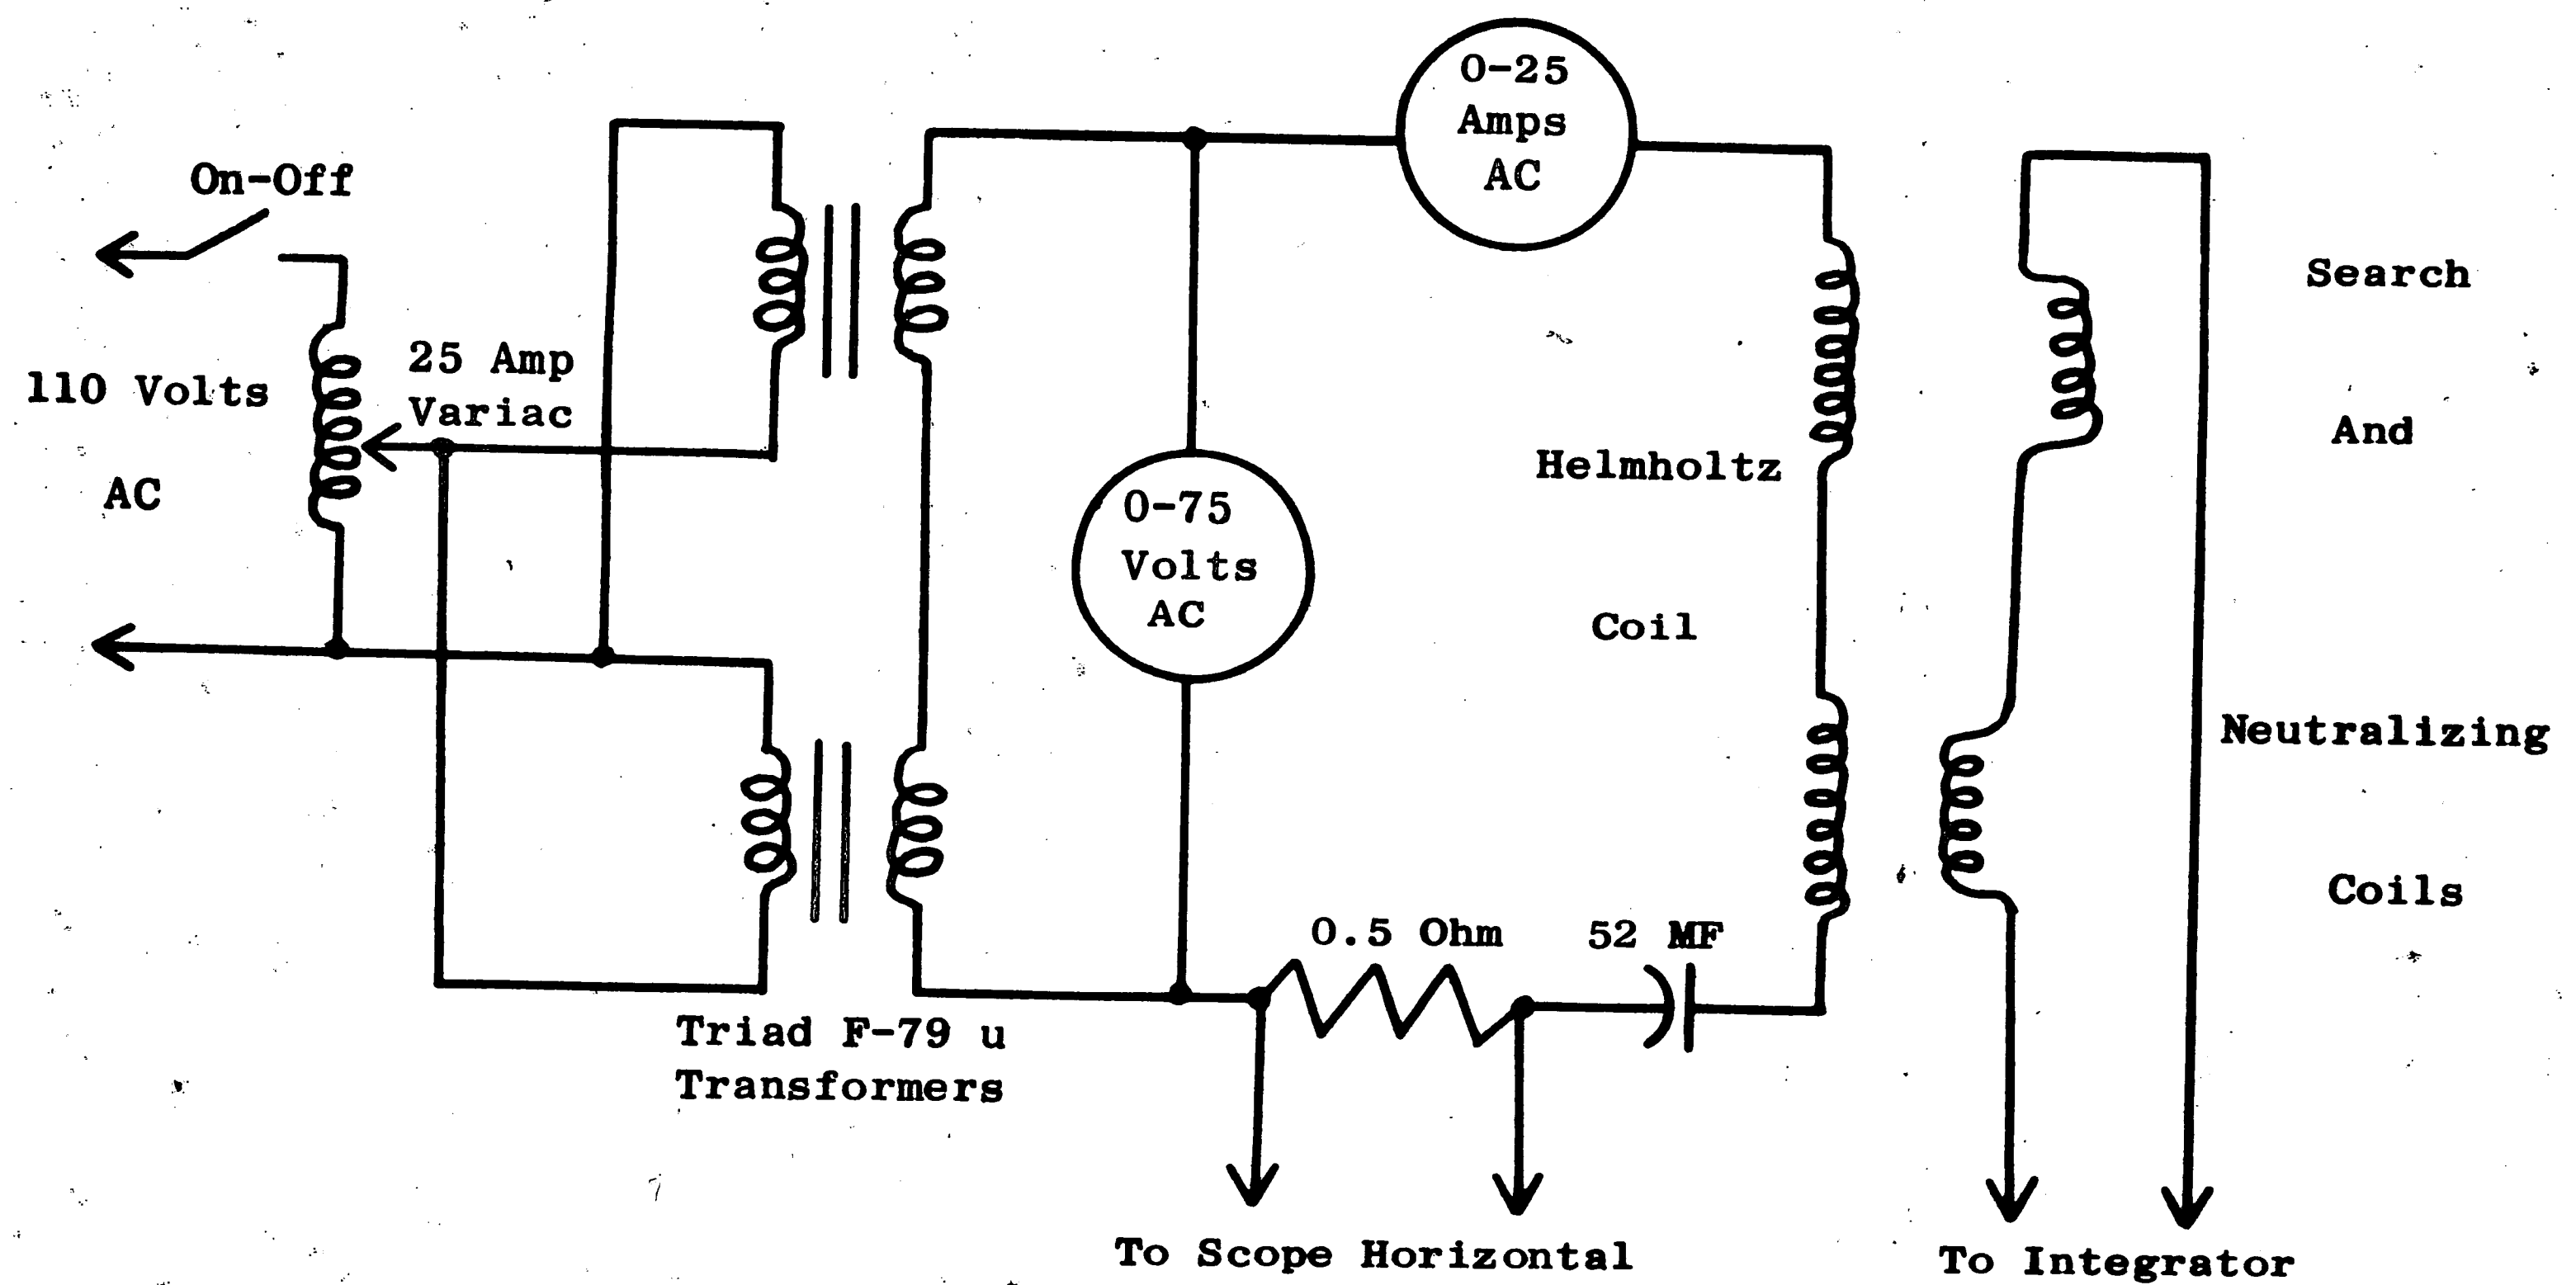 On-Off
110 Volts
AC
25 Amp
Variac
0-25
Amps
AC
0-75
Volts
AC
Helmholtz
Coil
Search
And
Neutralizing
Coils
0.5 Ohm
52 MF
Triad F-79 u
Transformers
To Scope Horizontal
To Integrator